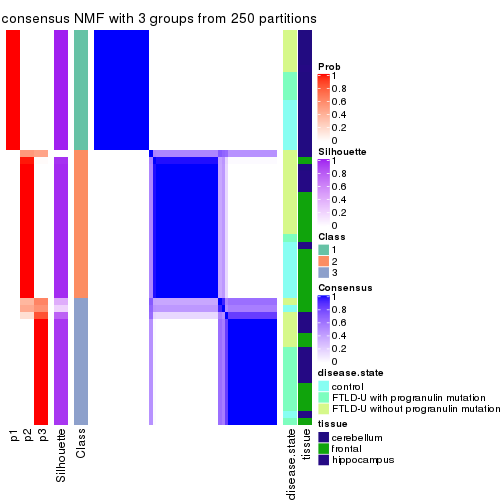 consensus NMF with 3 groups from 250 partitions
Prob
1
0.8
0.6
0.4
0.2
0
Silhouette
1
0.8
0.6
0.4
0.2
0
Class
1
2
3
Consensus
1
0.8
0.6
0.4
0.2
0
disease.state
control
FTLD-U with progranulin mutation
FTLD-U without progranulin mutation
tissue
cerebellum
frontal
hippocampus
p1
p2
p3
Silhouette
Class
disease.state
tissue